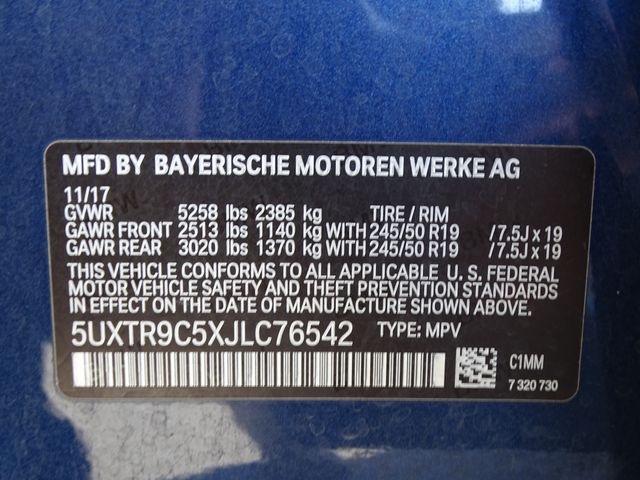 MFD BY BAYERISCHE MOTOREN WERKE AG
11/17
GVWR 5258 lbs 2385 kg TIRE / RIM
GAWR FRONT 2513 lbs 1140 kg WITH 245/50 R19 /7.5J x 19
GAWR REAR 3020 lbs 1370 kg WITH 245/50 R19 /7.5J x 19
THIS VEHICLE CONFORMS TO ALL APPLICABLE U. S. FEDERAL
MOTOR VEHICLE SAFETY AND THEFT PREVENTION STANDARDS
IN EFFECT ON THE DATE OF MANUFACTURE SHOWN ABOVE.
5UXTR9C5XJLC76542 TYPE: MPV
C1MM
7 320 730